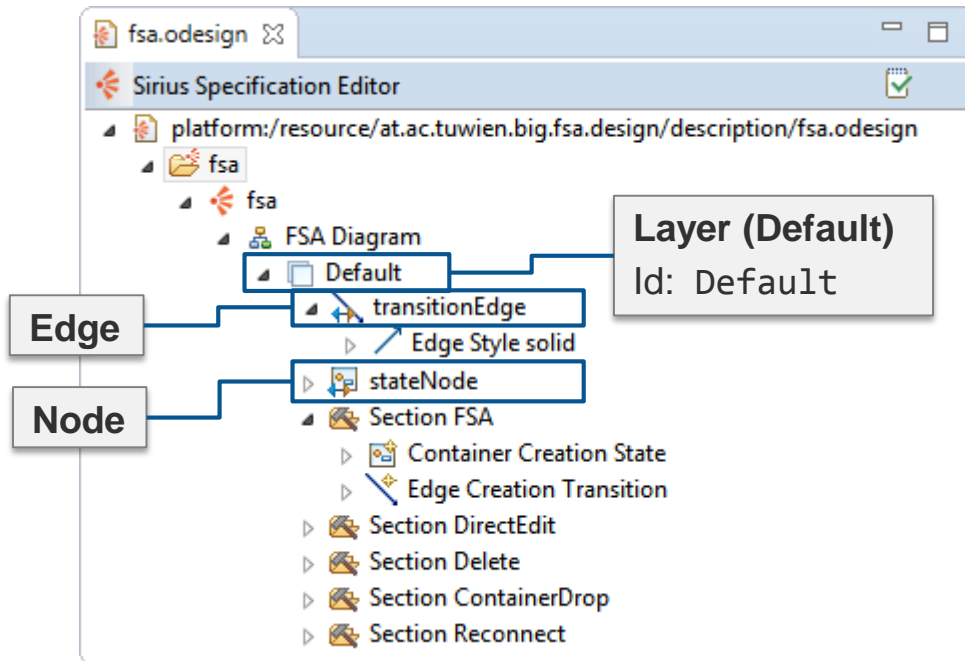 fsa.odesign
Sirius Specification Editor
platform:/resource/at.ac.tuwien.big.fsa.design/description/fsa.odesign
fsa
fsa
FSA Diagram
Default
Layer (Default)
Id: Default
transitionEdge
Edge
Edge Style solid
stateNode
Node
Section FSA
Container Creation State
Edge Creation Transition
Section DirectEdit
Section Delete
Section ContainerDrop
Section Reconnect